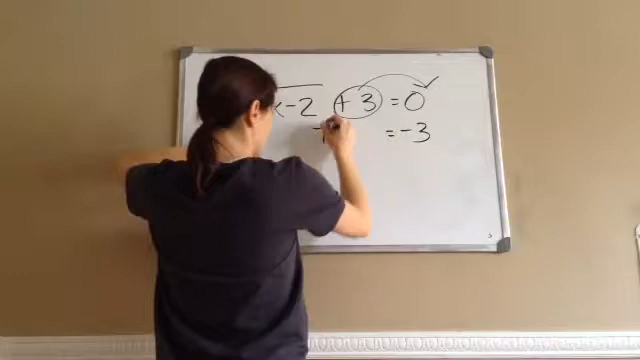 -2 + 3 = 0
= -3